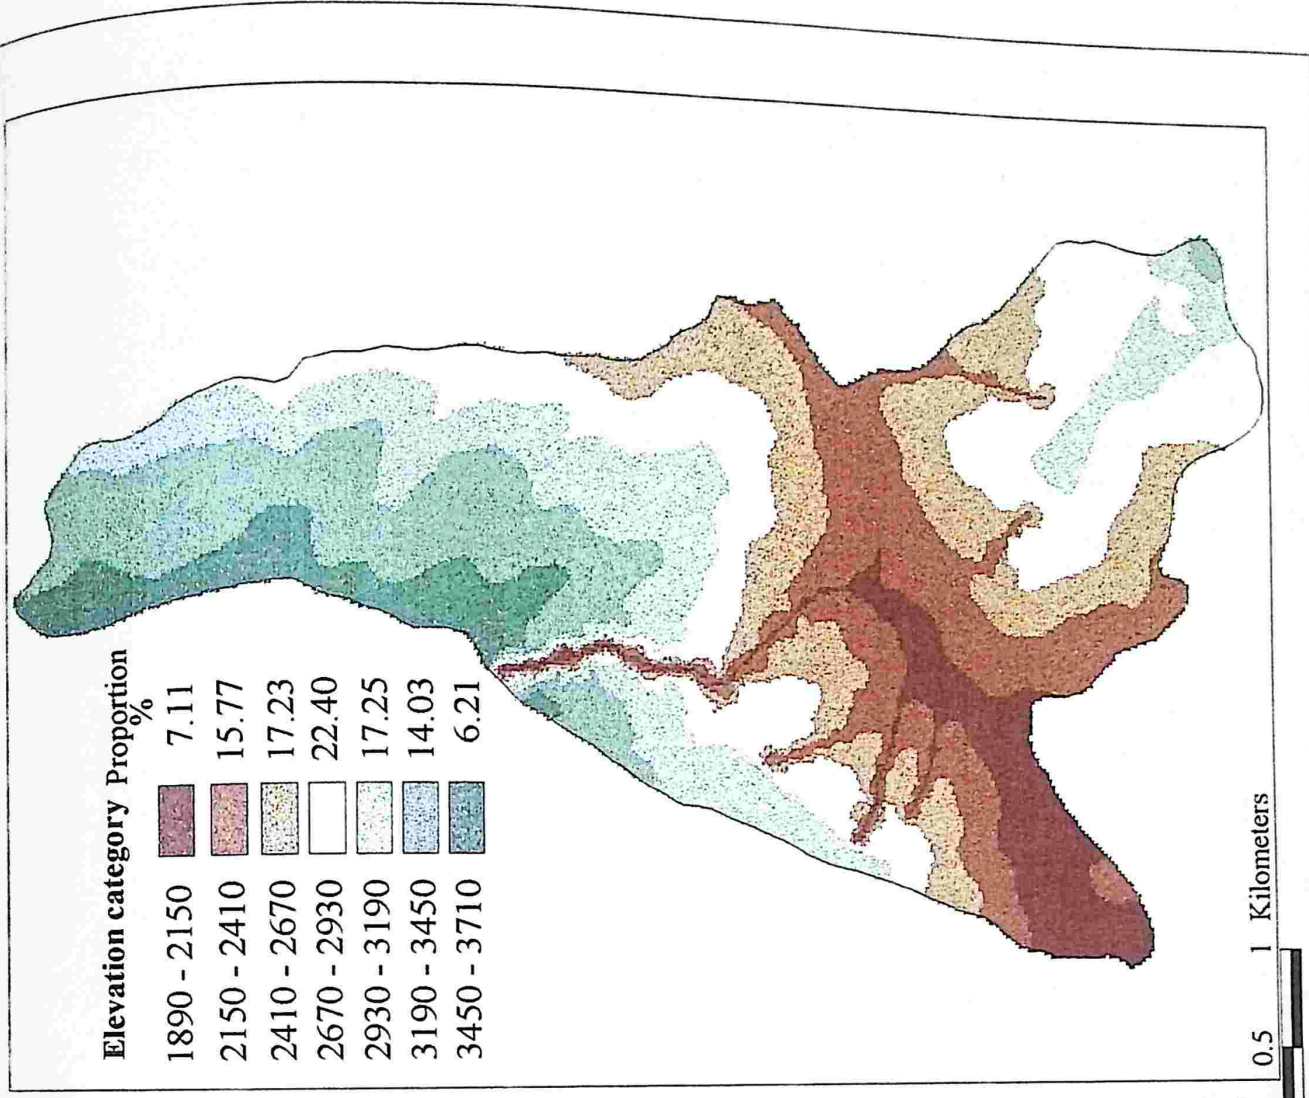 Elevation category Proportion
%
1890 - 2150 7.11
2150 - 2410 15.77
2410 - 2670 17.23
2670 - 2930 22.40
2930 - 3190 17.25
3190 - 3450 14.03
3450 - 3710 6.21
0.5 1 Kilometers